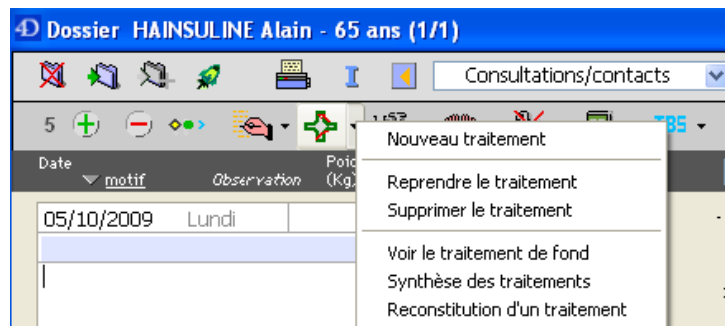 Dossier HAINSULINE Alain - 65 ans (1/1)
Consultations/contacts
5
TBS
Nouveau traitement
Date
motif
Observation
(Kg)
Reprendre le traitement
05/10/2009 Lundi
Supprimer le traitement
Voir le traitement de fond
Synthèse des traitements
Reconstitution d'un traitement